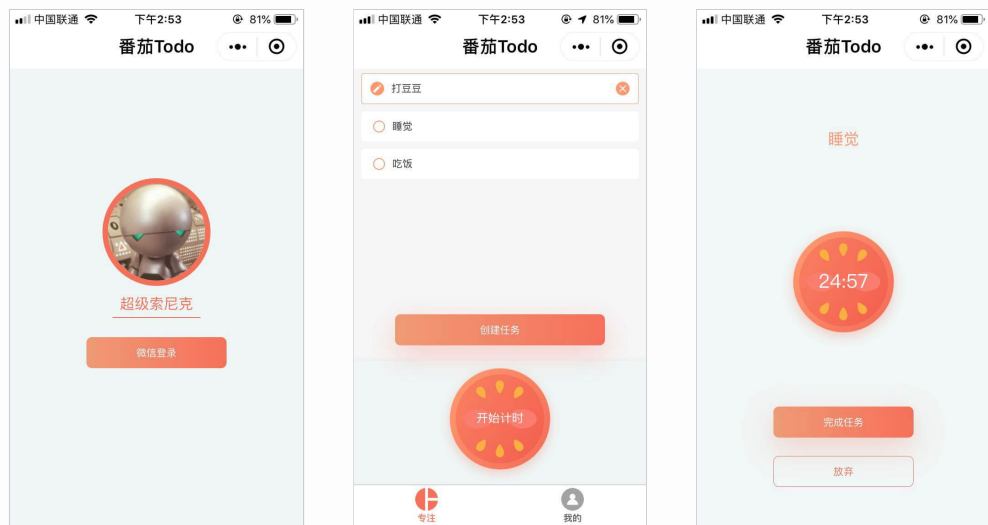 中国联通
下午2:53
81%
番茄Todo
超级索尼克
微信登录
中国联通
下午2:53
81%
番茄Todo
打豆豆
睡觉
吃饭
创建任务
开始计时
专注
我的
中国联通
下午2:53
81%
番茄Todo
睡觉
24:57
完成任务
放弃